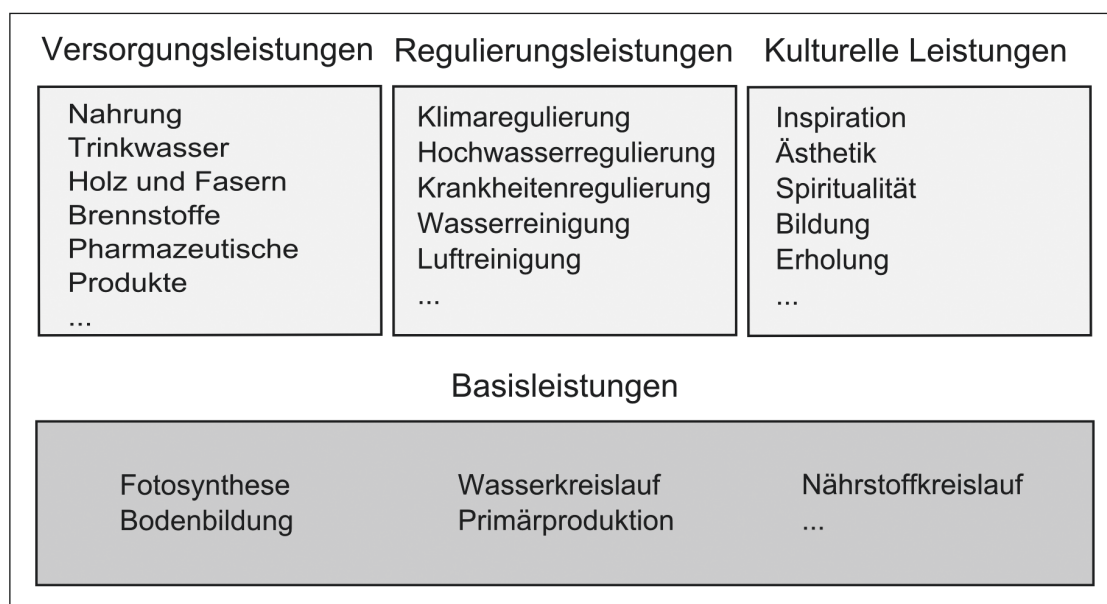 Versorgungsleistungen
Nahrung
Trinkwasser
Holz und Fasern
Brennstoffe
Pharmazeutische
Produkte
...
Regulierungsleistungen
Klimaregulierung
Hochwasserregulierung
Krankheitenregulierung
Wasserreinigung
Luftreinigung
...
Kulturelle Leistungen
Inspiration
Ästhetik
Spiritualität
Bildung
Erholung
...
Basisleistungen
Fotosynthese
Bodenbildung
Wasserkreislauf
Primärproduktion
Nährstoffkreislauf
...